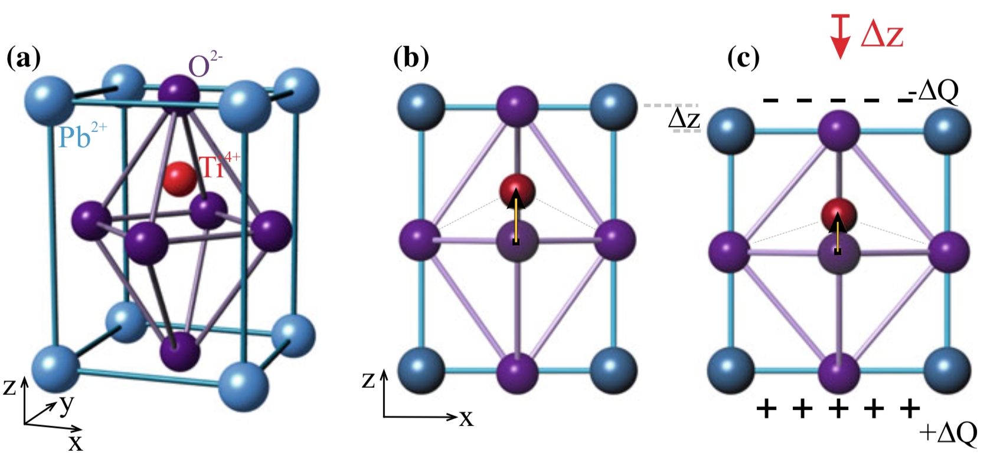 (a)
O²⁻
Pb²⁺
Ti⁴⁺
z
y
x
(b)
z
x
(c)
Δz
-ΔQ
Δz
+ΔQ